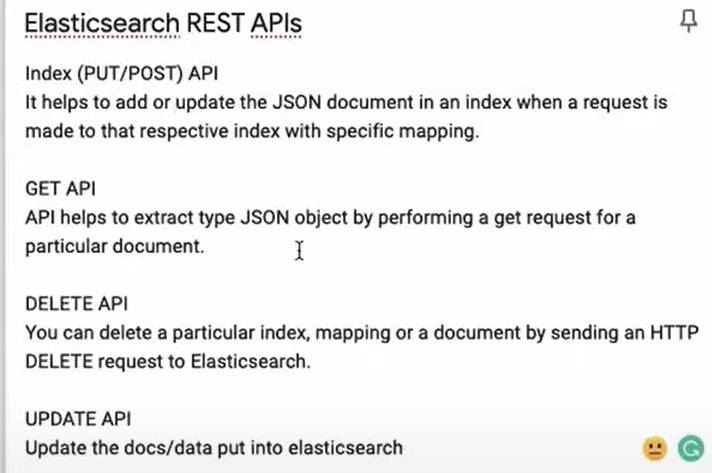 Elasticsearch REST APIs
Index (PUT/POST) API
It helps to add or update the JSON document in an index when a request is
made to that respective index with specific mapping.
GET API
API helps to extract type JSON object by performing a get request for a
particular document.
DELETE API
You can delete a particular index, mapping or a document by sending an HTTP
DELETE request to Elasticsearch.
UPDATE API
Update the docs/data put into elasticsearch